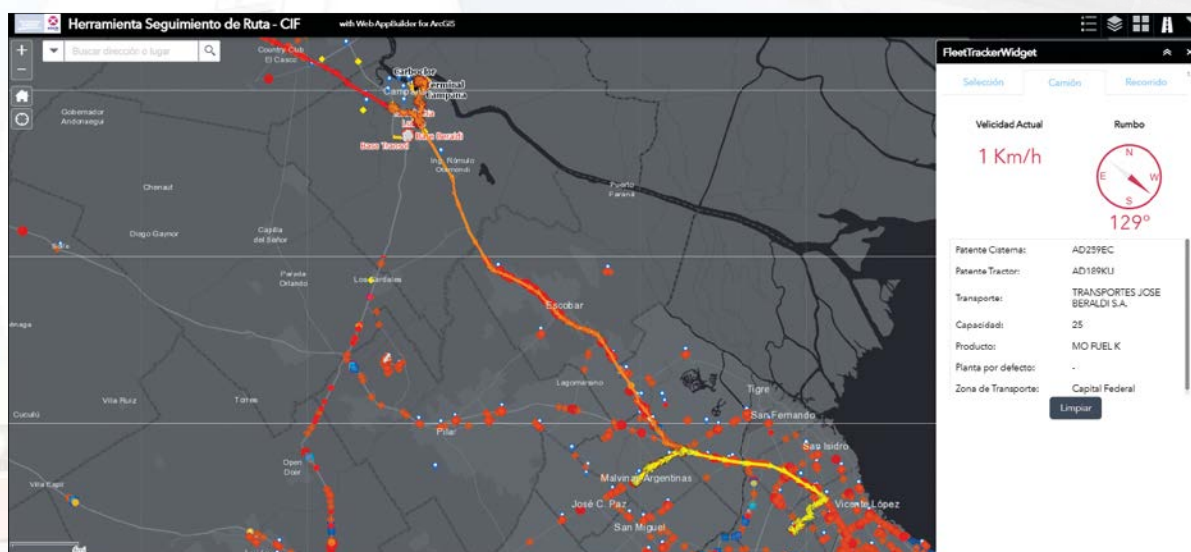 Herramienta Seguimiento de Ruta - CIF
with Web AppBuilder for ArcGIS
Buscar dirección o lugar
Country Club
El Casco
Carboclor
Terminal
Campana
Base Beraldi
Base Transol
Ing. Rómulo
Otamendi
Gobernador
Andonaegui
Chenaut
Diego Gaynor
Capilla
del Señor
Solís
Parada
Orlando
Los Cardales
Puerto
Paraná
Escobar
Lagomarsino
Tigre
San Fernando
San Isidro
Vicente López
Malvinas Argentinas
José C. Paz
San Miguel
Pilar
Torres
Vila Ruiz
Cucullú
Open
Door
FleetTrackerWidget
Selección
Camión
Recorrido
Velicidad Actual
Rumbo
1 Km/h
N
E
W
S
129°
Patente Cisterna:
AD259EC
Patente Tractor:
AD189KU
Transporte:
TRANSPORTES JOSE
BERALDI S.A.
Capacidad:
25
Producto:
MO FUEL K
Planta por defecto:
-
Zona de Transporte:
Capital Federal
Limpiar